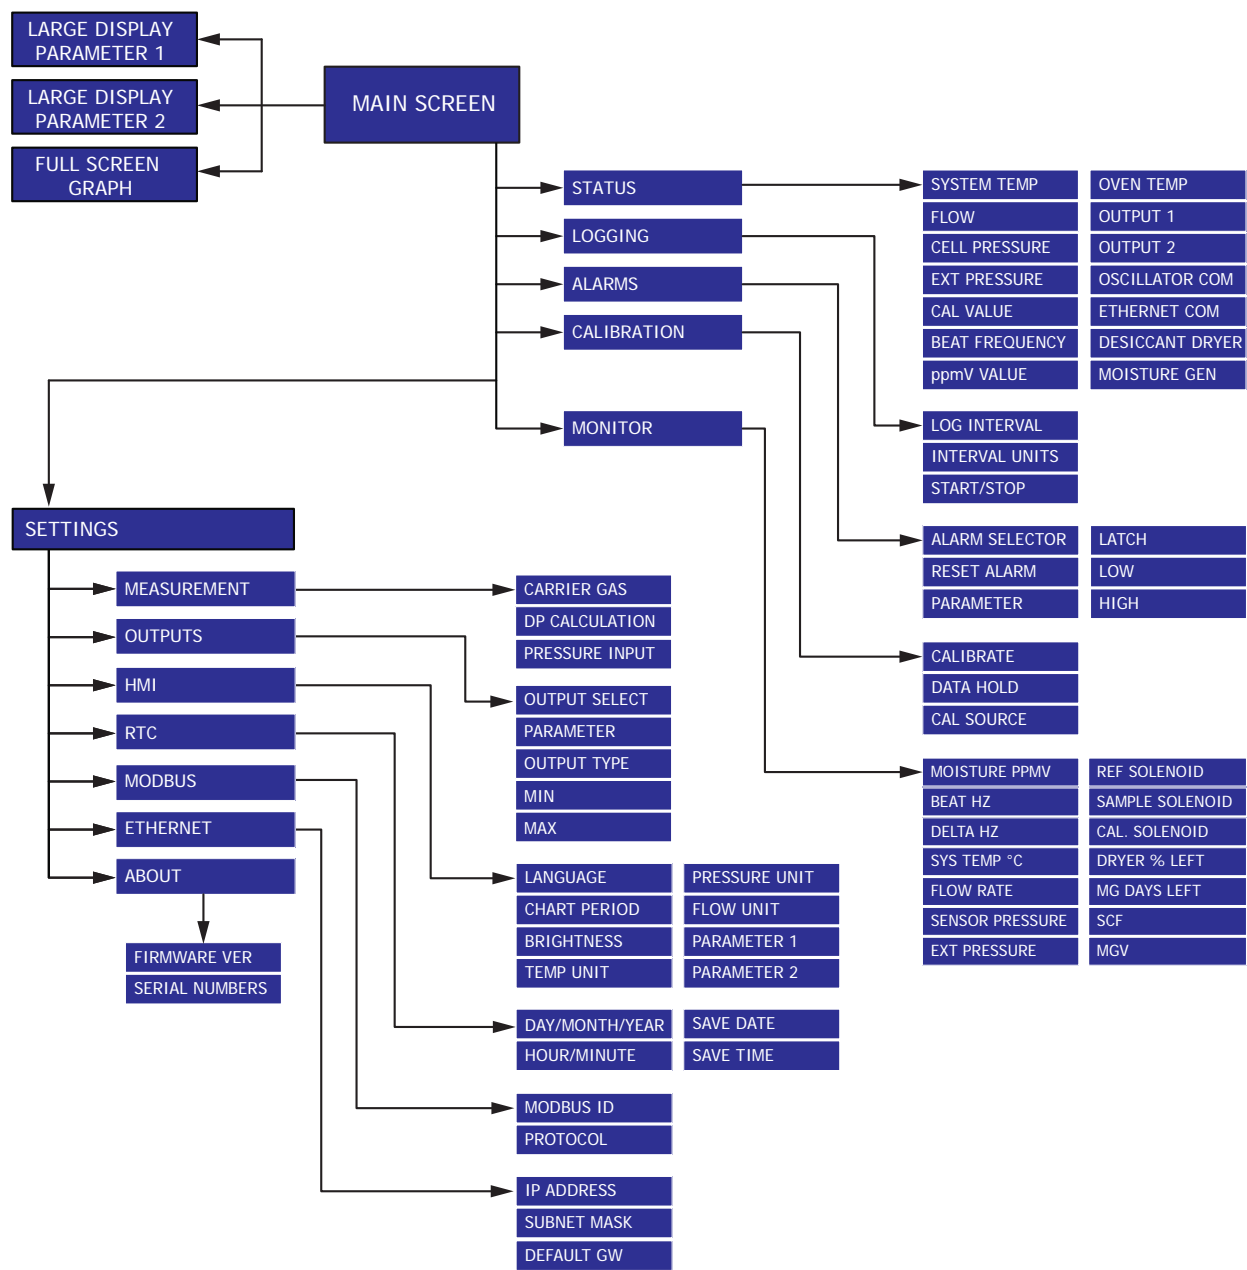 LARGE DISPLAY
PARAMETER 1
LARGE DISPLAY
PARAMETER 2
FULL SCREEN
GRAPH
MAIN SCREEN
STATUS
LOGGING
ALARMS
CALIBRATION
MONITOR
SYSTEM TEMP
OVEN TEMP
FLOW
OUTPUT 1
CELL PRESSURE
OUTPUT 2
EXT PRESSURE
OSCILLATOR COM
CAL VALUE
ETHERNET COM
BEAT FREQUENCY
DESICCANT DRYER
ppmV VALUE
MOISTURE GEN
LOG INTERVAL
INTERVAL UNITS
START/STOP
ALARM SELECTOR
LATCH
RESET ALARM
LOW
PARAMETER
HIGH
CALIBRATE
DATA HOLD
CAL SOURCE
MOISTURE PPMV
REF SOLENOID
BEAT HZ
SAMPLE SOLENOID
DELTA HZ
CAL. SOLENOID
SYS TEMP °C
DRYER % LEFT
FLOW RATE
MG DAYS LEFT
SENSOR PRESSURE
SCF
EXT PRESSURE
MGV
SETTINGS
MEASUREMENT
OUTPUTS
HMI
RTC
MODBUS
ETHERNET
ABOUT
FIRMWARE VER
SERIAL NUMBERS
CARRIER GAS
DP CALCULATION
PRESSURE INPUT
OUTPUT SELECT
PARAMETER
OUTPUT TYPE
MIN
MAX
LANGUAGE
PRESSURE UNIT
CHART PERIOD
FLOW UNIT
BRIGHTNESS
PARAMETER 1
TEMP UNIT
PARAMETER 2
DAY/MONTH/YEAR
SAVE DATE
HOUR/MINUTE
SAVE TIME
MODBUS ID
PROTOCOL
IP ADDRESS
SUBNET MASK
DEFAULT GW